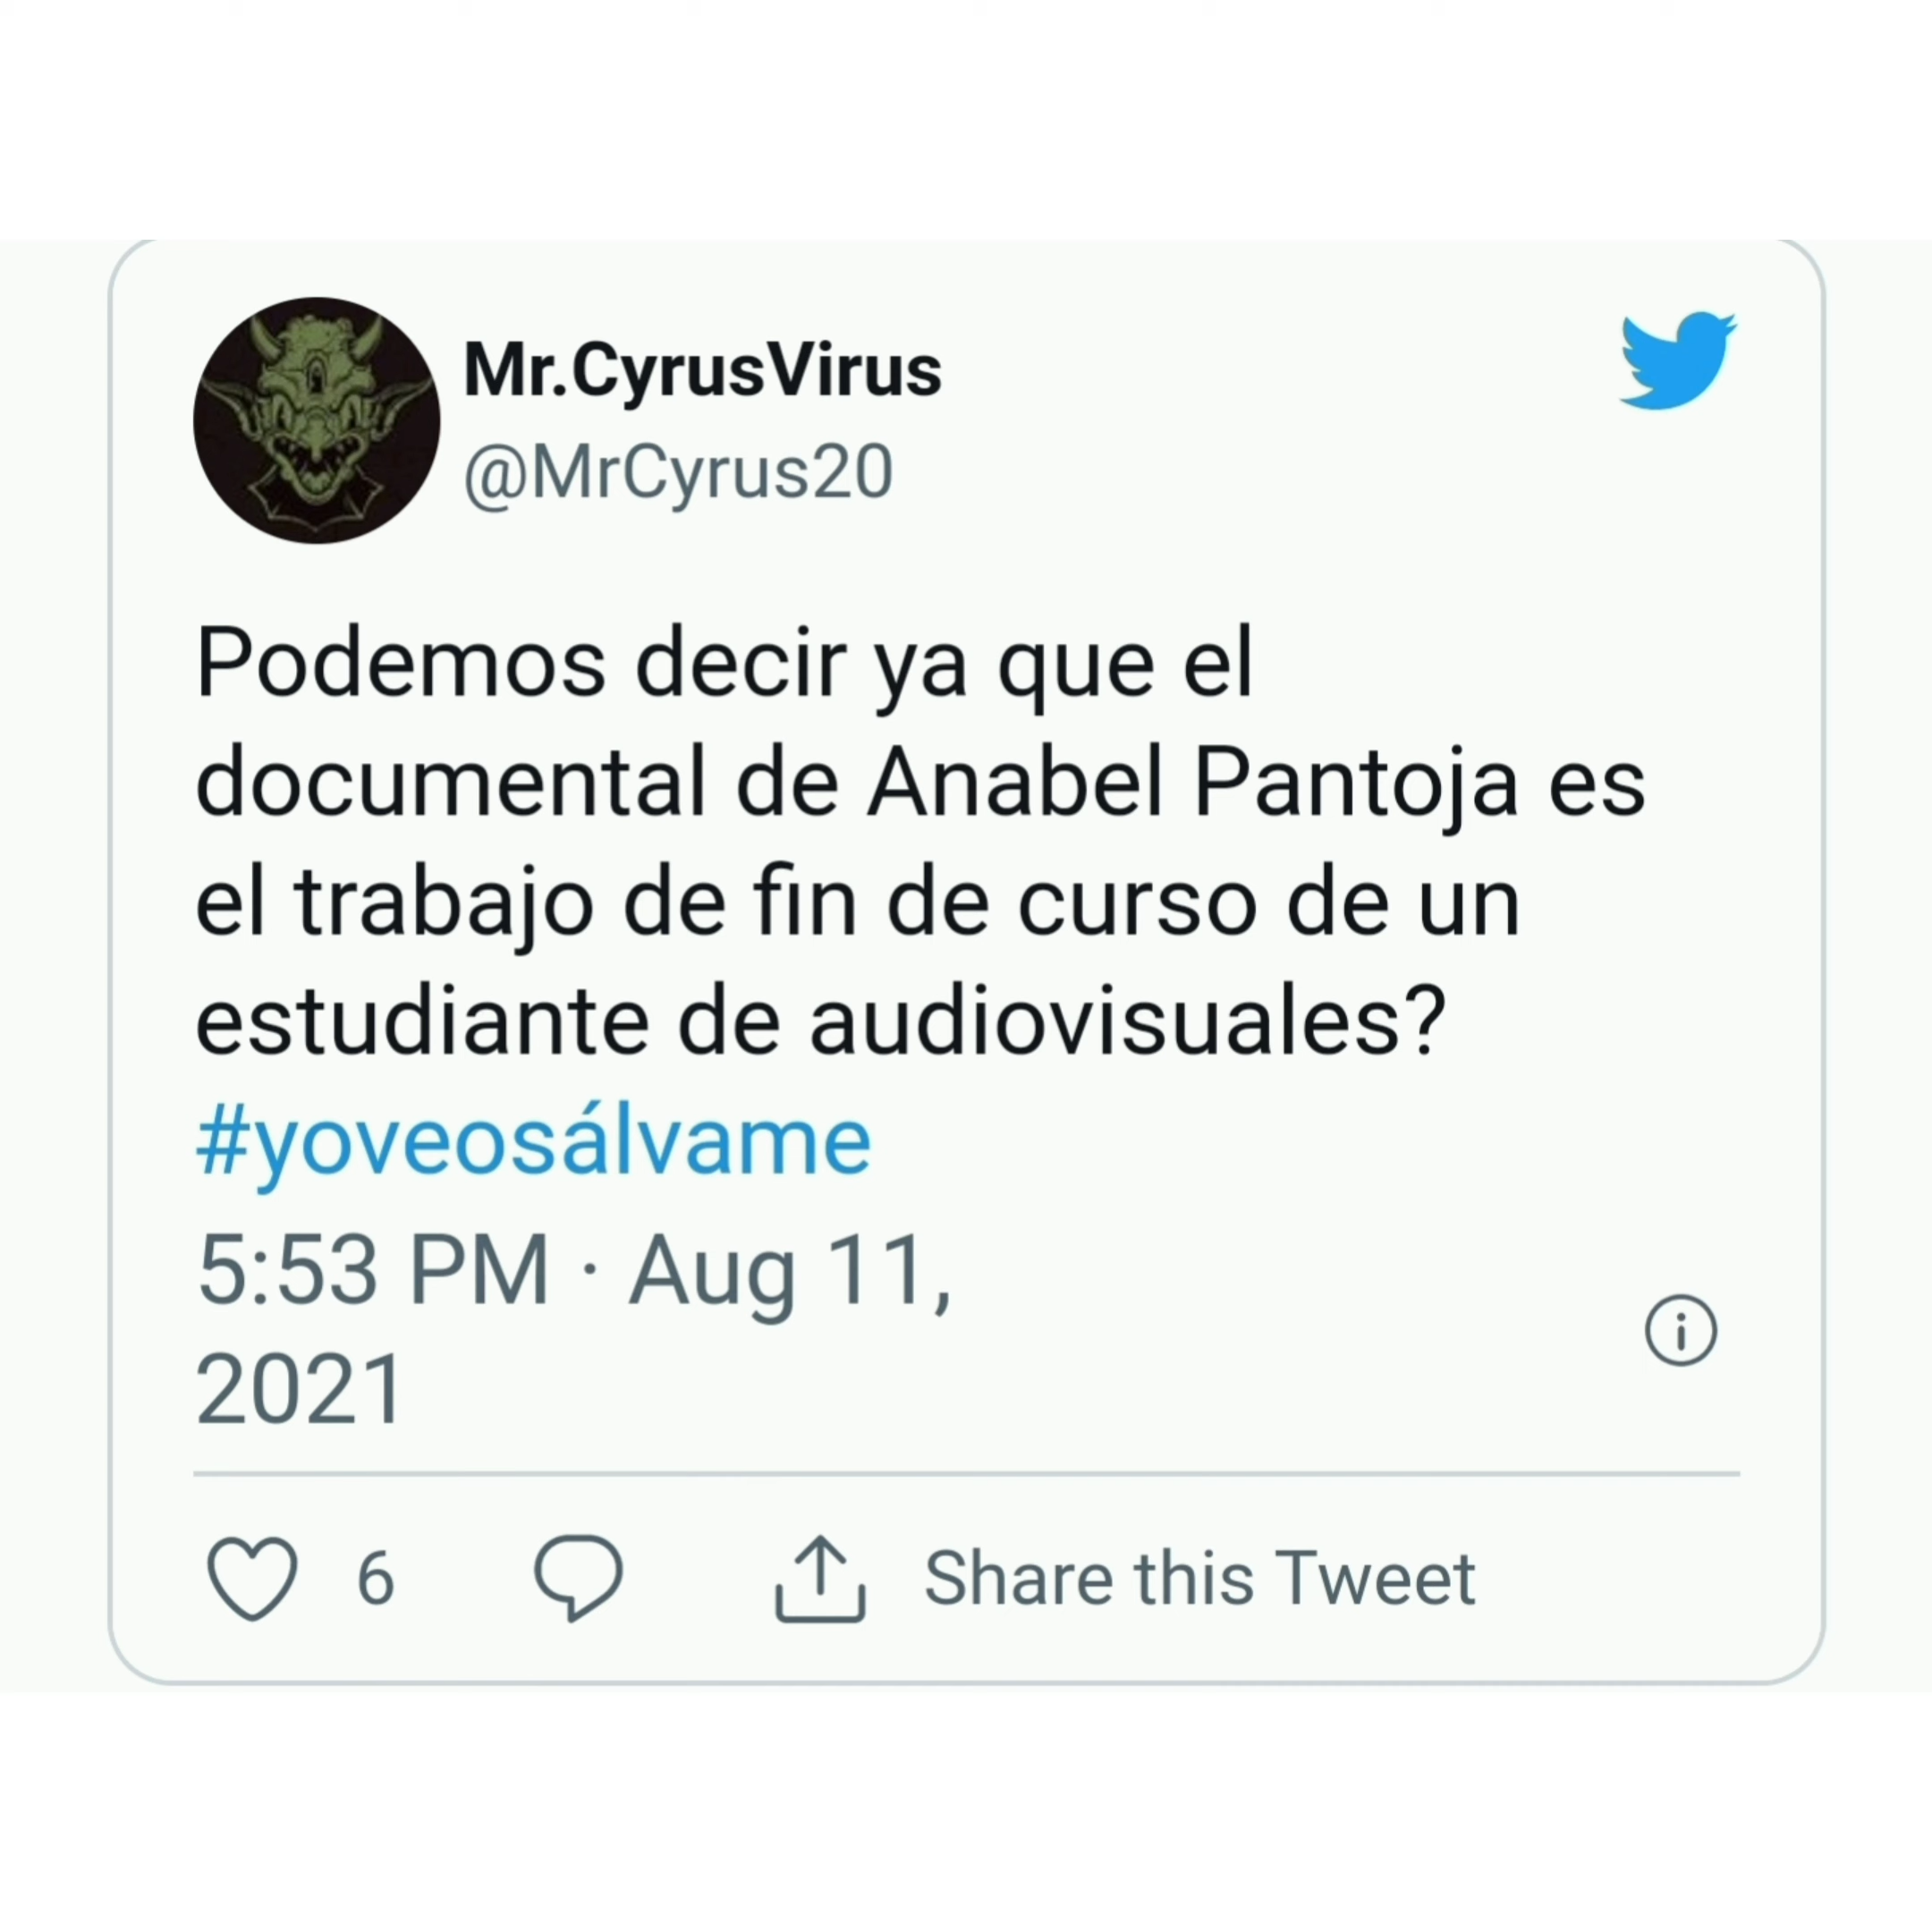 Mr.CyrusVirus
@MrCyrus20
Podemos decir ya que el
documental de Anabel Pantoja es
el trabajo de fin de curso de un
estudiante de audiovisuales?
#yoveosálvame
5:53 PM · Aug 11,
2021
6 Share this Tweet